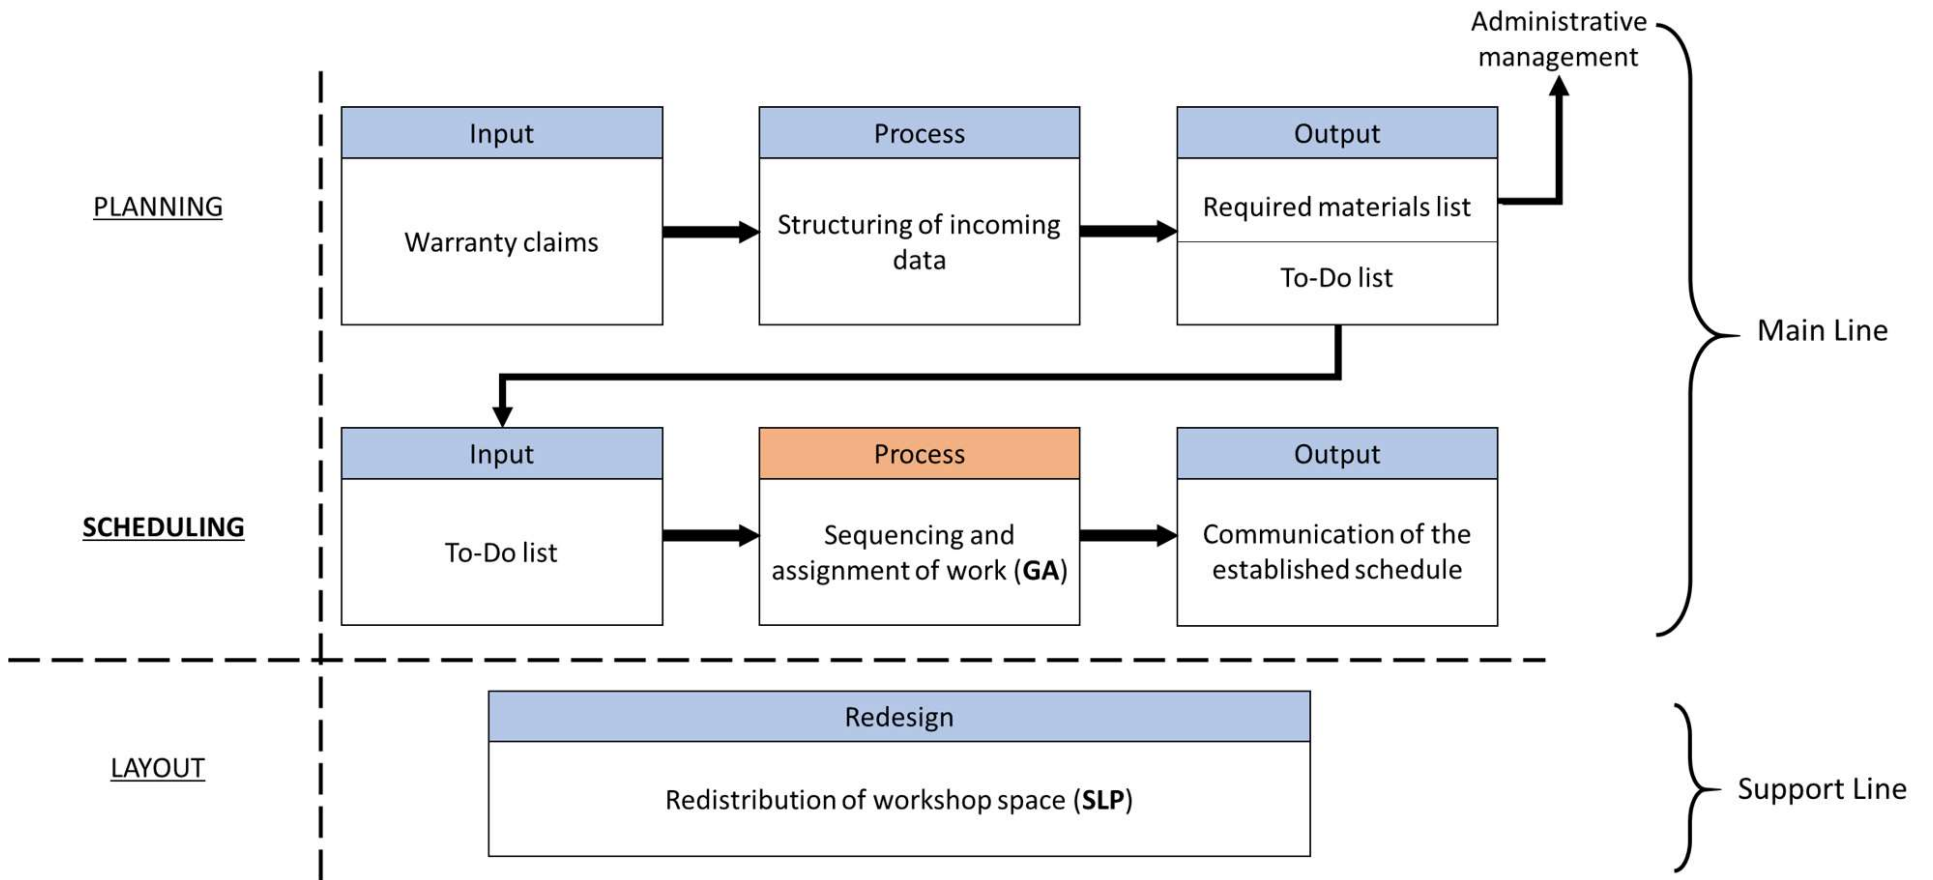 Administrative
management
Input
Process
Output
PLANNING
Warranty claims
Structuring of incoming
data
Required materials list
To-Do list
Main Line
Input
Process
Output
SCHEDULING
To-Do list
Sequencing and
assignment of work (GA)
Communication of the
established schedule
Redesign
LAYOUT
Redistribution of workshop space (SLP)
Support Line